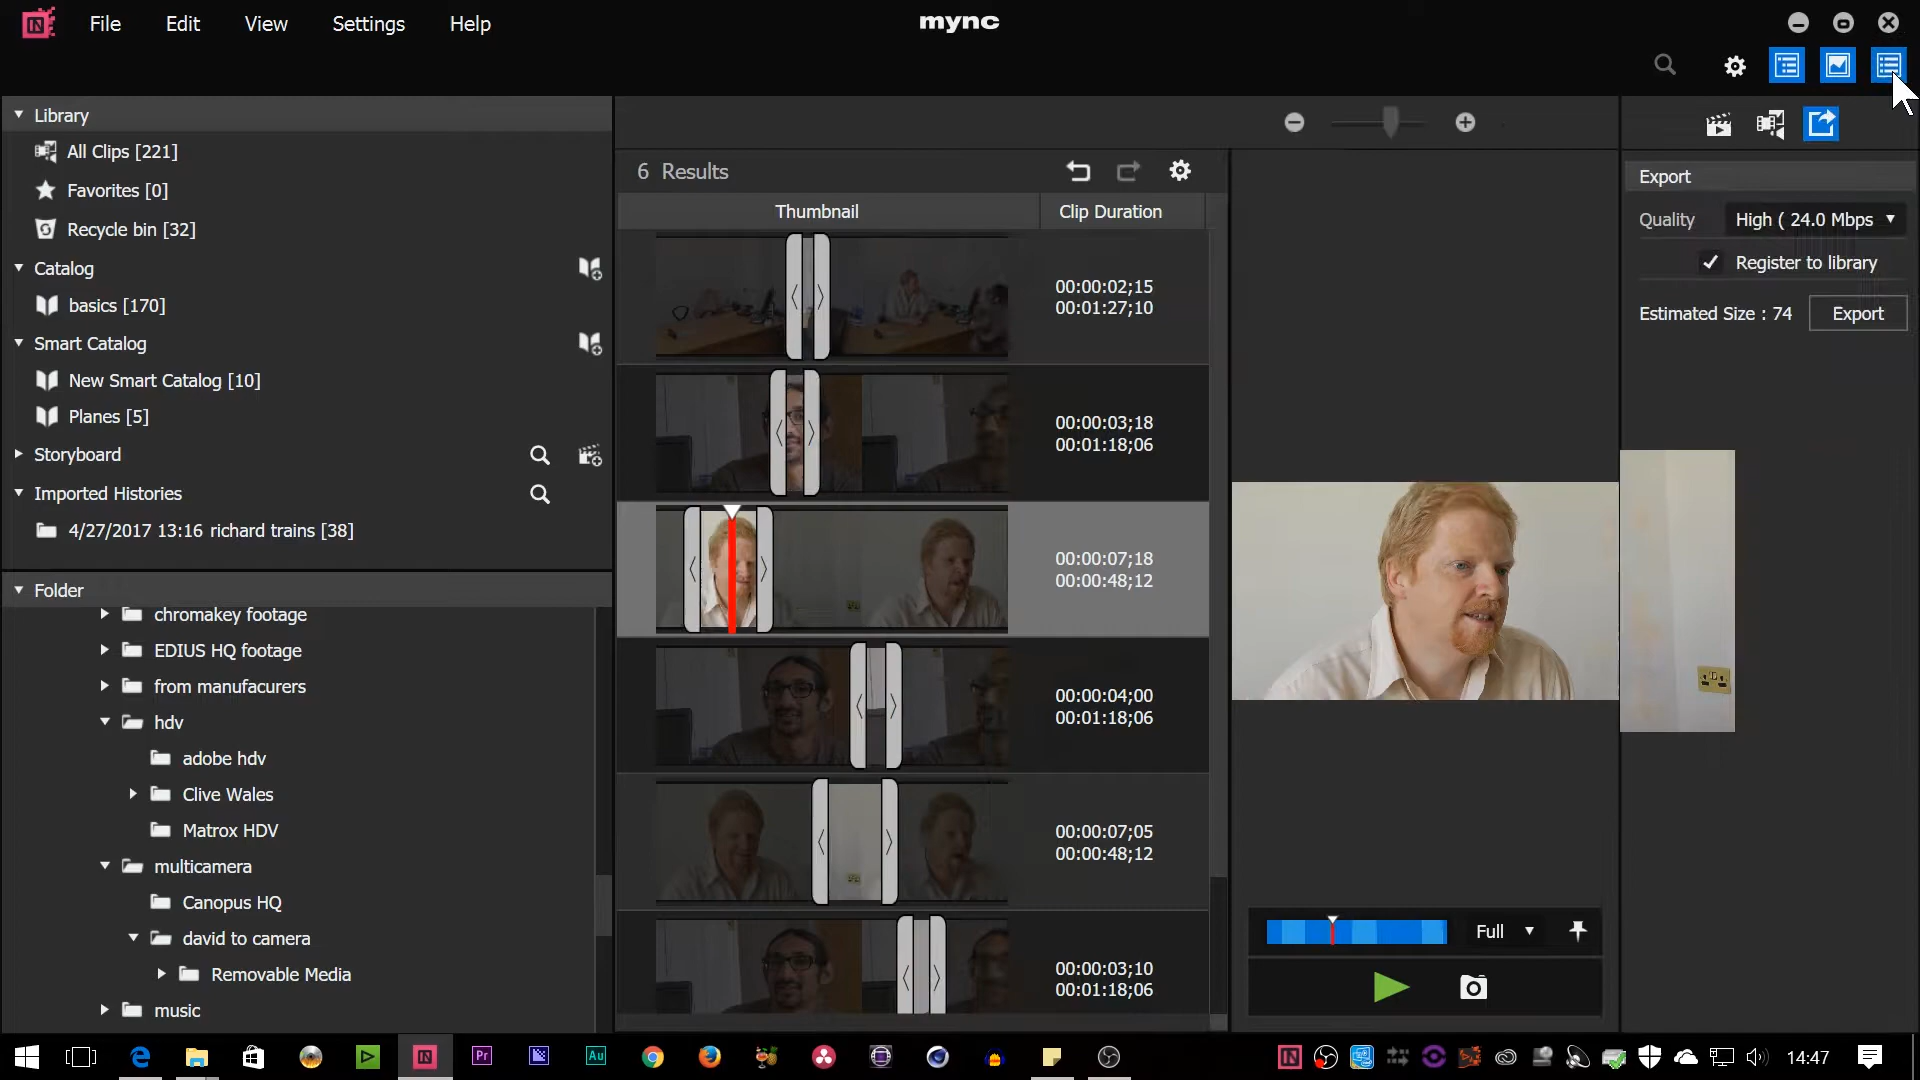 File Edit View Settings Help
mync
Library
All Clips [221]
Favorites [0]
Recycle bin [32]
Catalog
basics [170]
Smart Catalog
New Smart Catalog [10]
Planes [5]
Storyboard
Imported Histories
4/27/2017 13:16 richard trains [38]
Folder
chromakey footage
EDIUS HQ footage
from manufacurers
hdv
adobe hdv
Clive Wales
Matrox HDV
multicamera
Canopus HQ
david to camera
Removable Media
music
6 Results
Thumbnail Clip Duration
00:00:02;15
00:01:27;10
00:00:03;18
00:01:18;06
00:00:07;18
00:00:48;12
00:00:04;00
00:01:18;06
00:00:07;05
00:00:48;12
00:00:03;10
00:01:18;06
Full
Export
Quality High ( 24.0 Mbps
Register to library
Estimated Size : 74 Export
Pr
Au
14:47